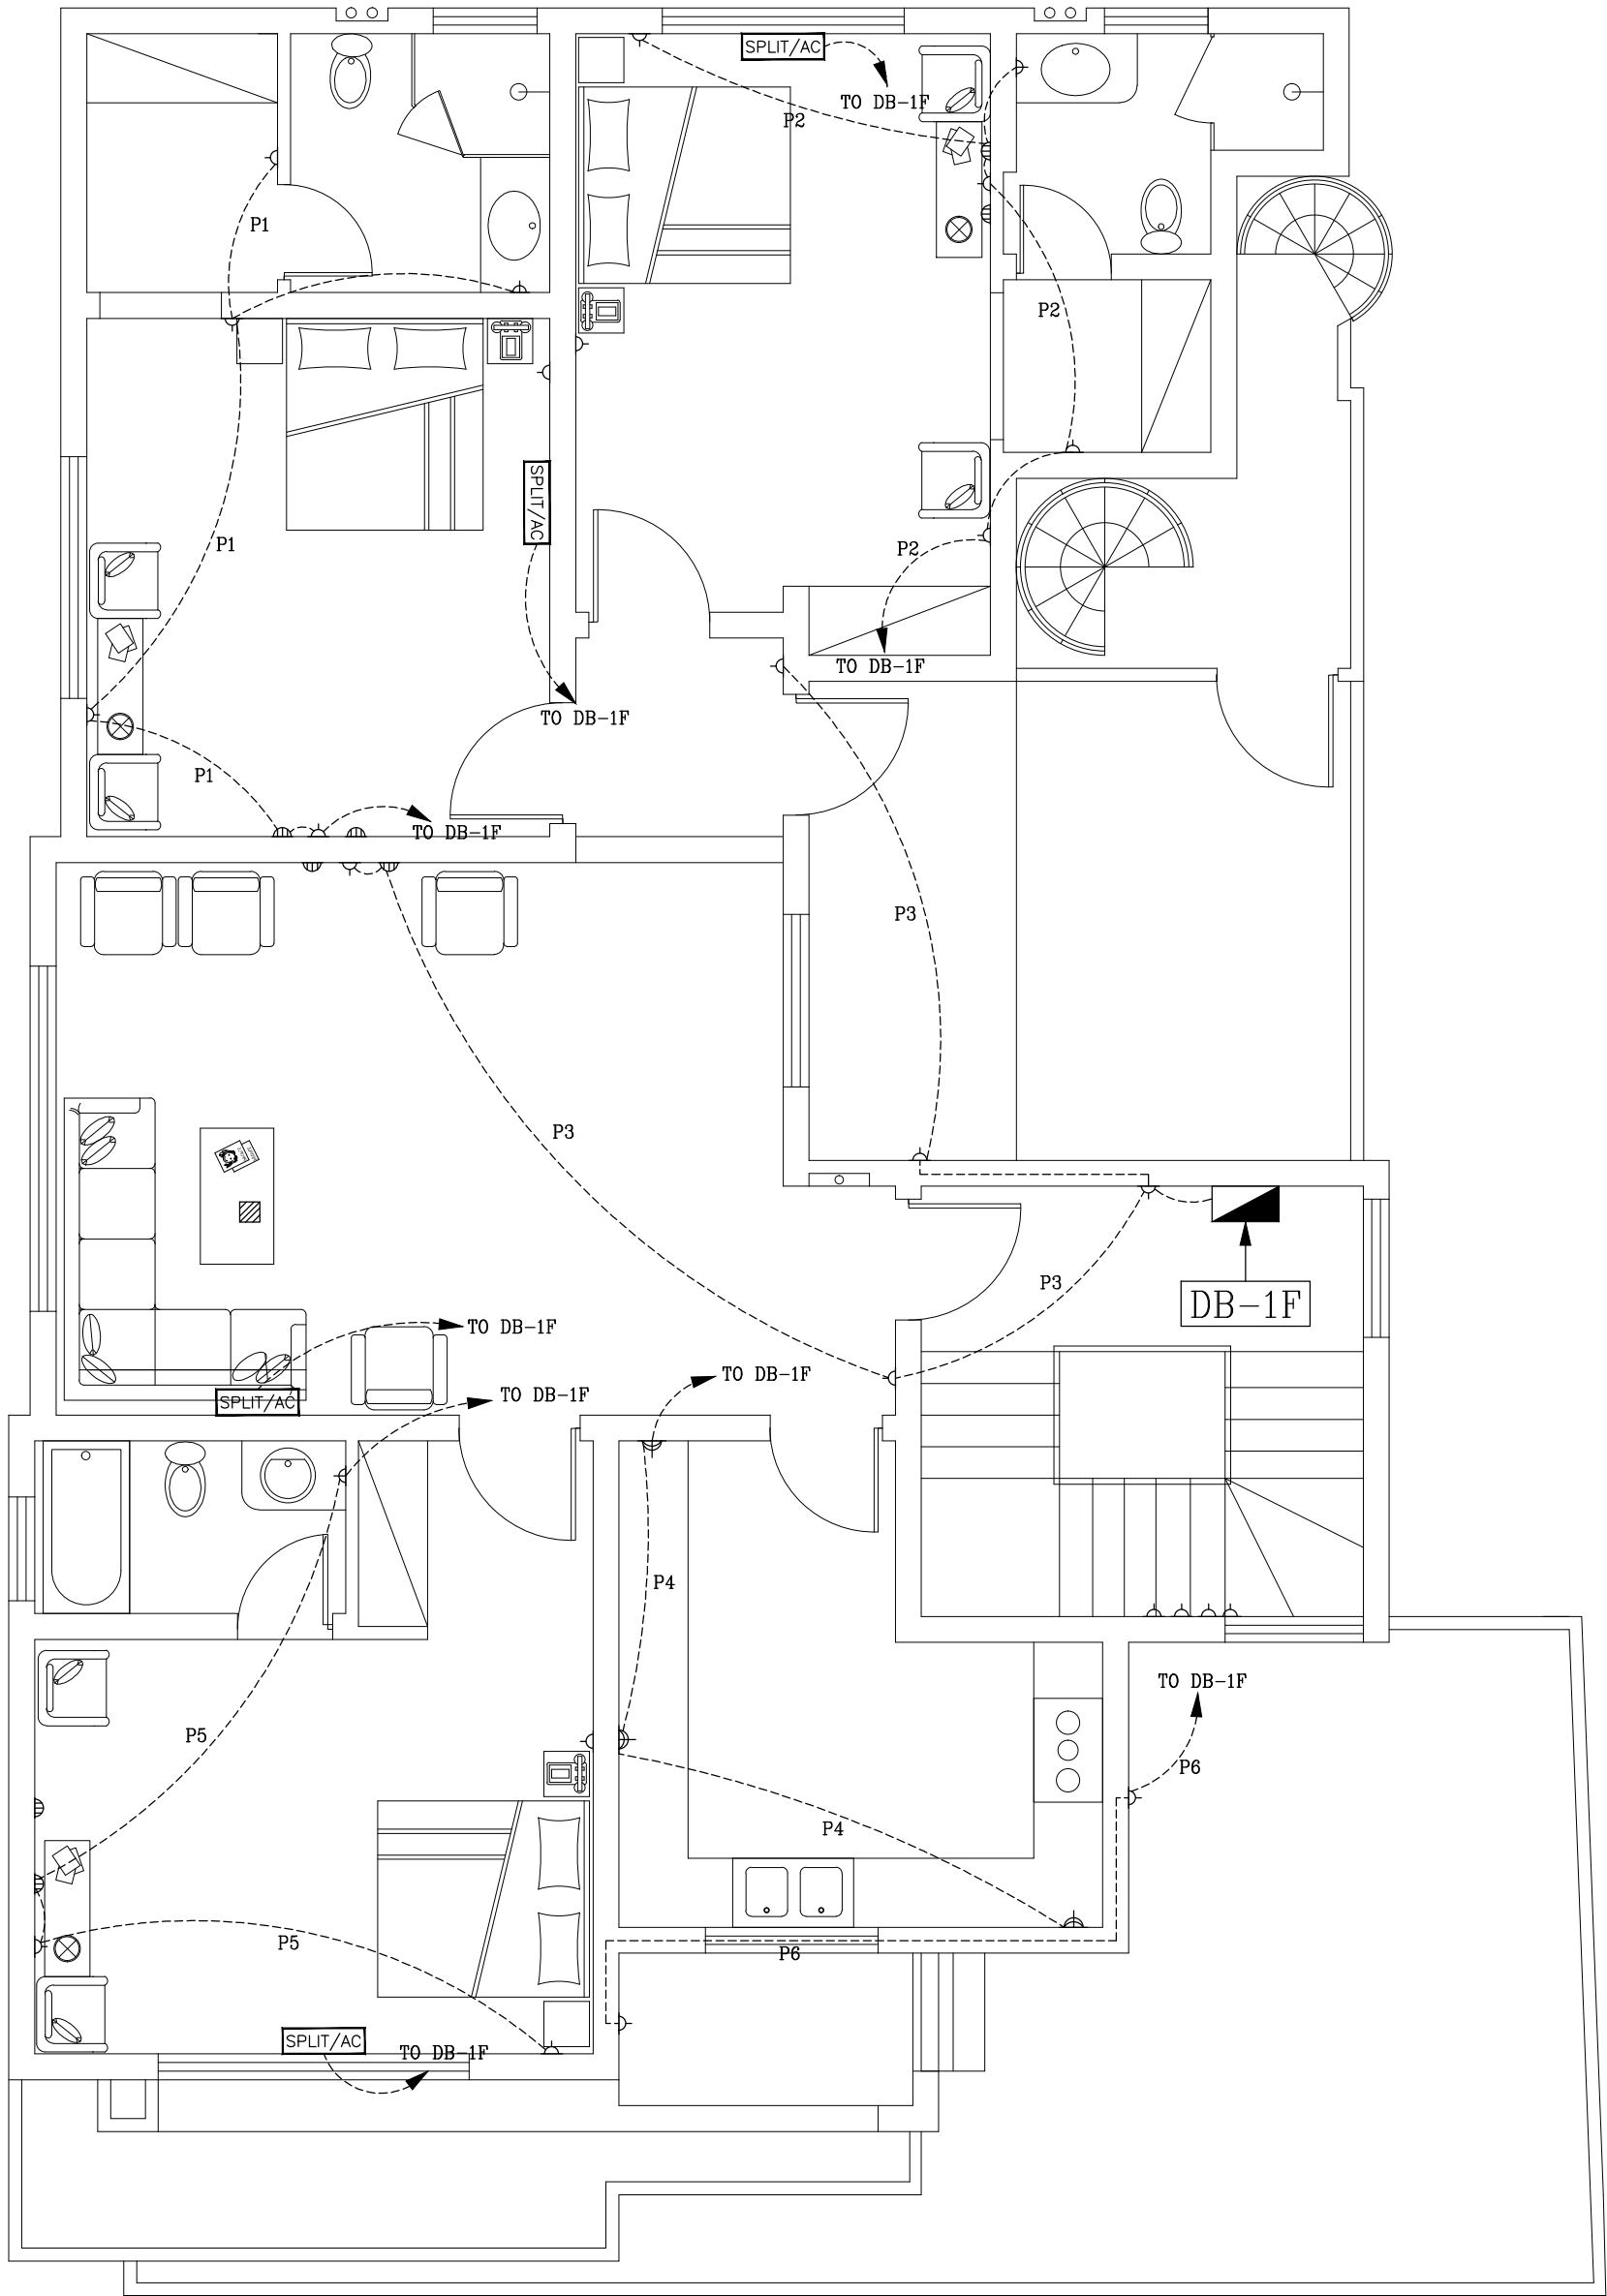 SPLIT/AC
TO DB-1F
P2
P1
P2
SPLIT/AC
P1
P2
TO DB-1F
TO DB-1F
P1
TO DB-1F
P3
P3
P3
DB-1F
TO DB-1F
TO DB-1F
TO DB-1F
SPLIT/AC
P4
TO DB-1F
P5
P6
P4
P5
P6
SPLIT/AC
TO DB-1F